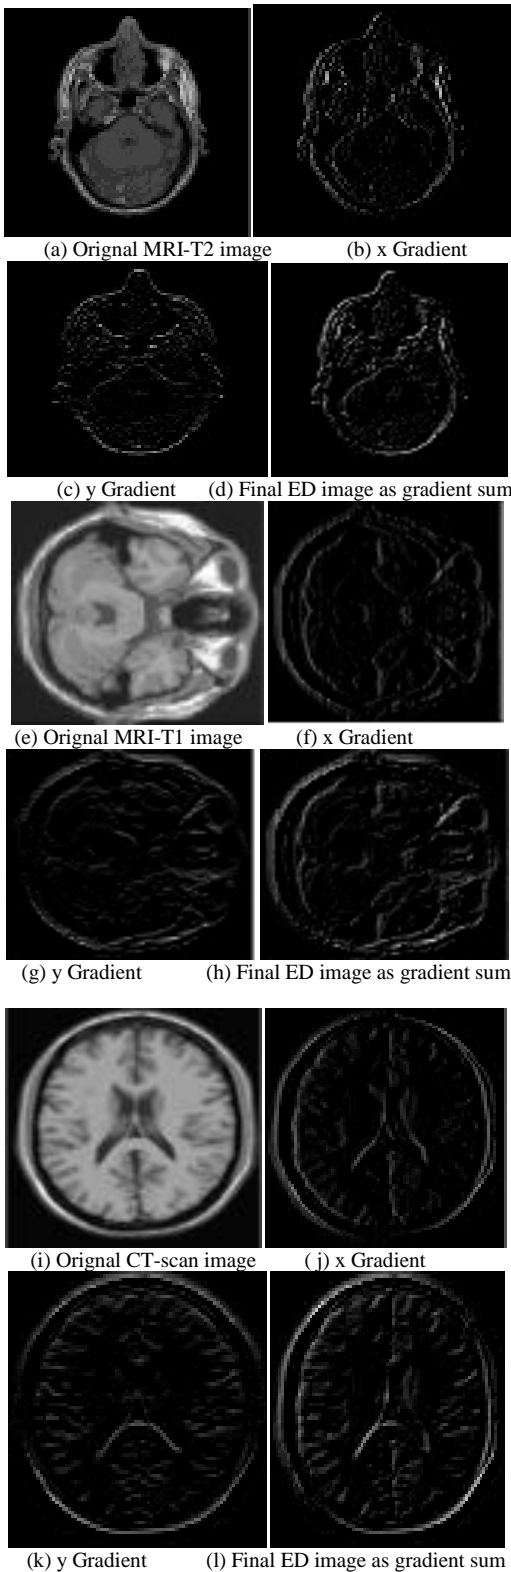 (a) Orignal MRI-T2 image (b) x Gradient
(c) y Gradient (d) Final ED image as gradient sum
(e) Orignal MRI-T1 image (f) x Gradient
(g) y Gradient (h) Final ED image as gradient sum
(i) Orignal CT-scan image ( j) x Gradient
(k) y Gradient (l) Final ED image as gradient sum